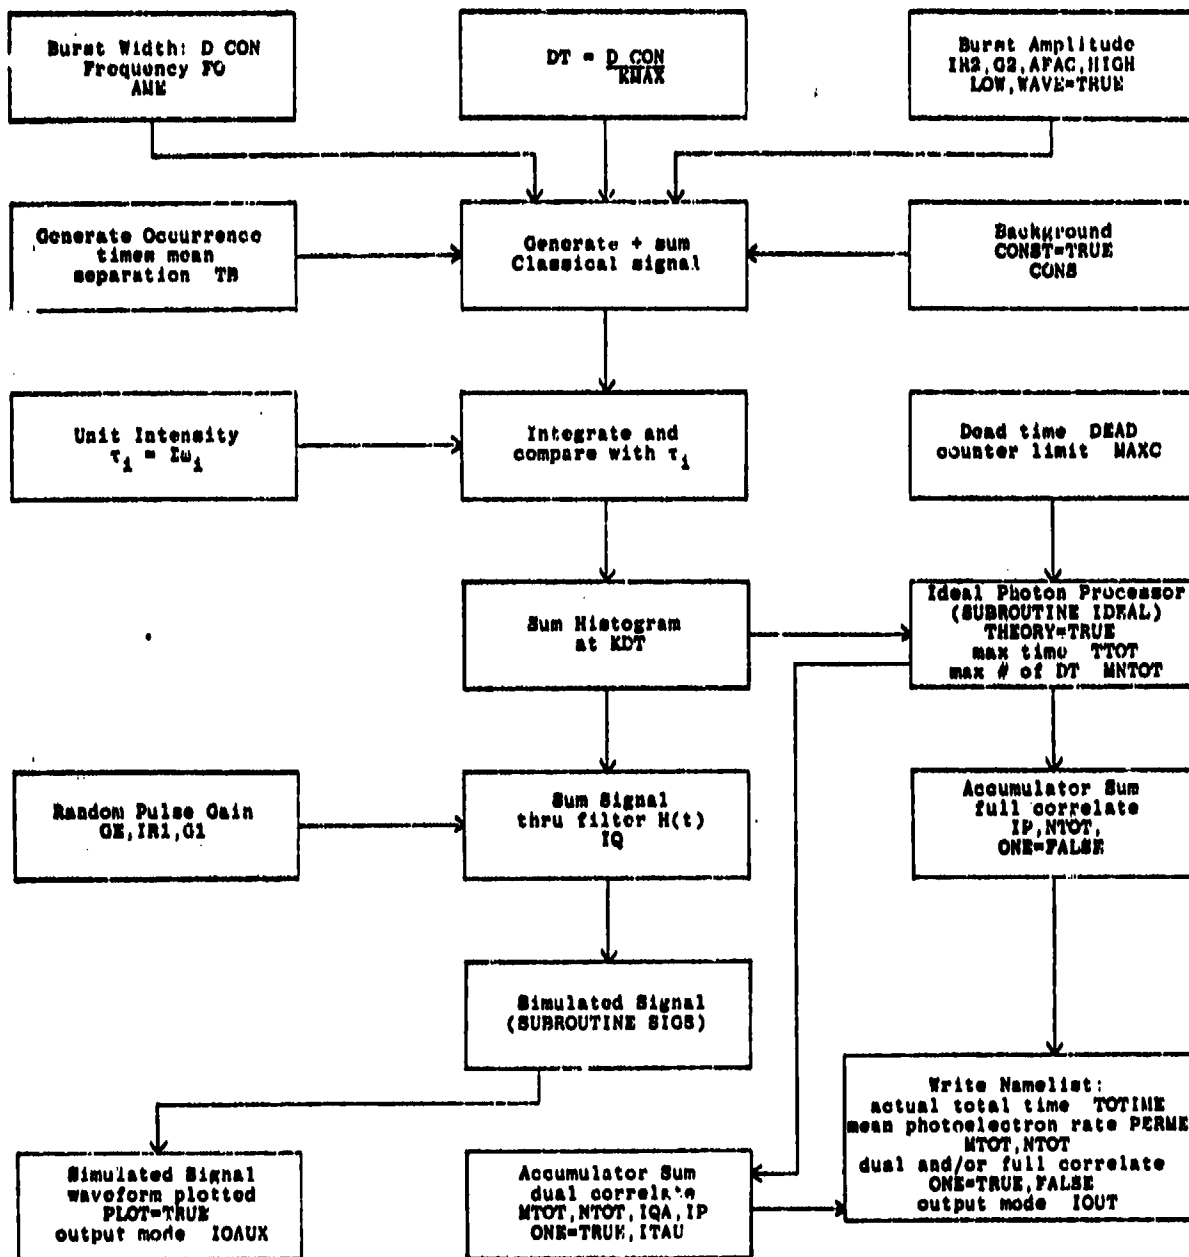 Burst Width: D CON
Frequency FO
AME
DT = D CON
KMAX
Burst Amplitude
IR2,G2,AFAC,HIGH
LOW,WAVE=TRUE
Generate Occurrence
times mean
separation TB
Generate + sum
Classical signal
Background
CONST=TRUE
CONS
Unit Intensity
τi = Σωi
Integrate and
compare with τi
Dead time DEAD
counter limit MAXC
Sum Histogram
at KDT
Ideal Photon Processor
(SUBROUTINE IDEAL)
THEORY=TRUE
max time TTOT
max # of DT MNTOT
Random Pulse Gain
GE,IR1,G1
Sum Signal
thru filter H(t)
IQ
Accumulator Sum
full correlate
IP,NTOT,
ONE=FALSE
Simulated Signal
(SUBROUTINE SIGS)
Simulated Signal
waveform plotted
PLOT=TRUE
output mode IOAUX
Accumulator Sum
dual correlate
MTOT,NTOT,IQA,IP
ONE=TRUE,ITAU
Write Namelist:
actual total time TOTIME
mean photoelectron rate PERME
MTOT,NTOT
dual and/or full correlate
ONE=TRUE,FALSE
output mode IOUT